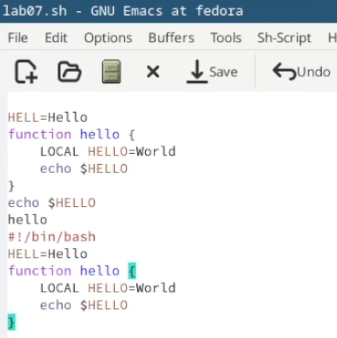 lab07.sh - GNU Emacs at fedora
File Edit Options Buffers Tools Sh-Script H
Save Undo
HELL=Hello
function hello {
    LOCAL HELLO=World
    echo $HELLO
}
echo $HELLO
hello
#!/bin/bash
HELL=Hello
function hello {
    LOCAL HELLO=World
    echo $HELLO
}